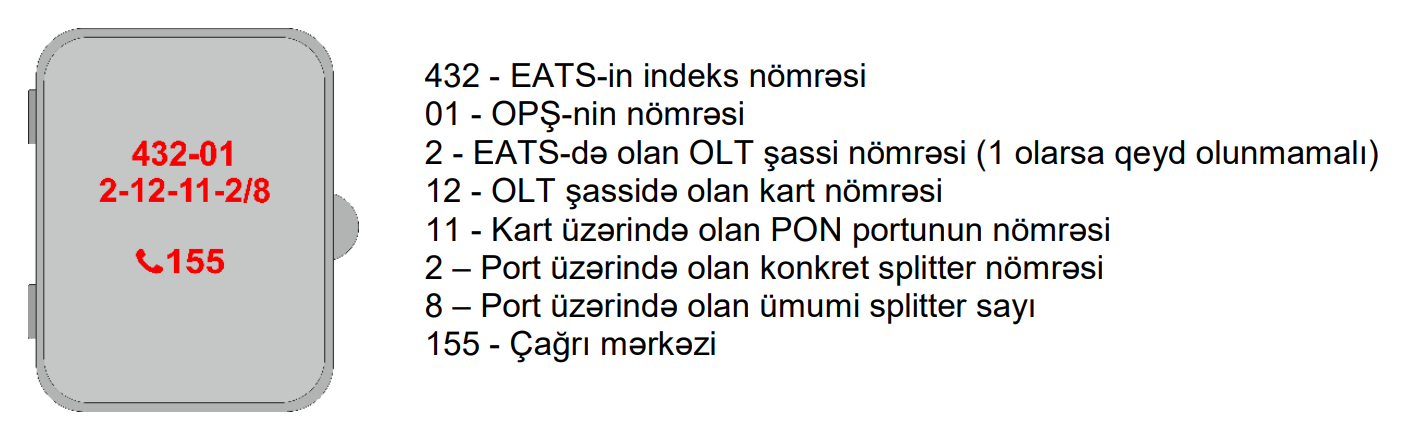 432-01
2-12-11-2/8
155
432 - EATS-in indeks nömrəsi
01 - OPŞ-nin nömrəsi
2 - EATS-də olan OLT şassi nömrəsi (1 olarsa qeyd olunmamalı)
12 - OLT şassidə olan kart nömrəsi
11 - Kart üzərində olan PON portunun nömrəsi
2 – Port üzərində olan konkret splitter nömrəsi
8 – Port üzərində olan ümumi splitter sayı
155 - Çağrı mərkəzi